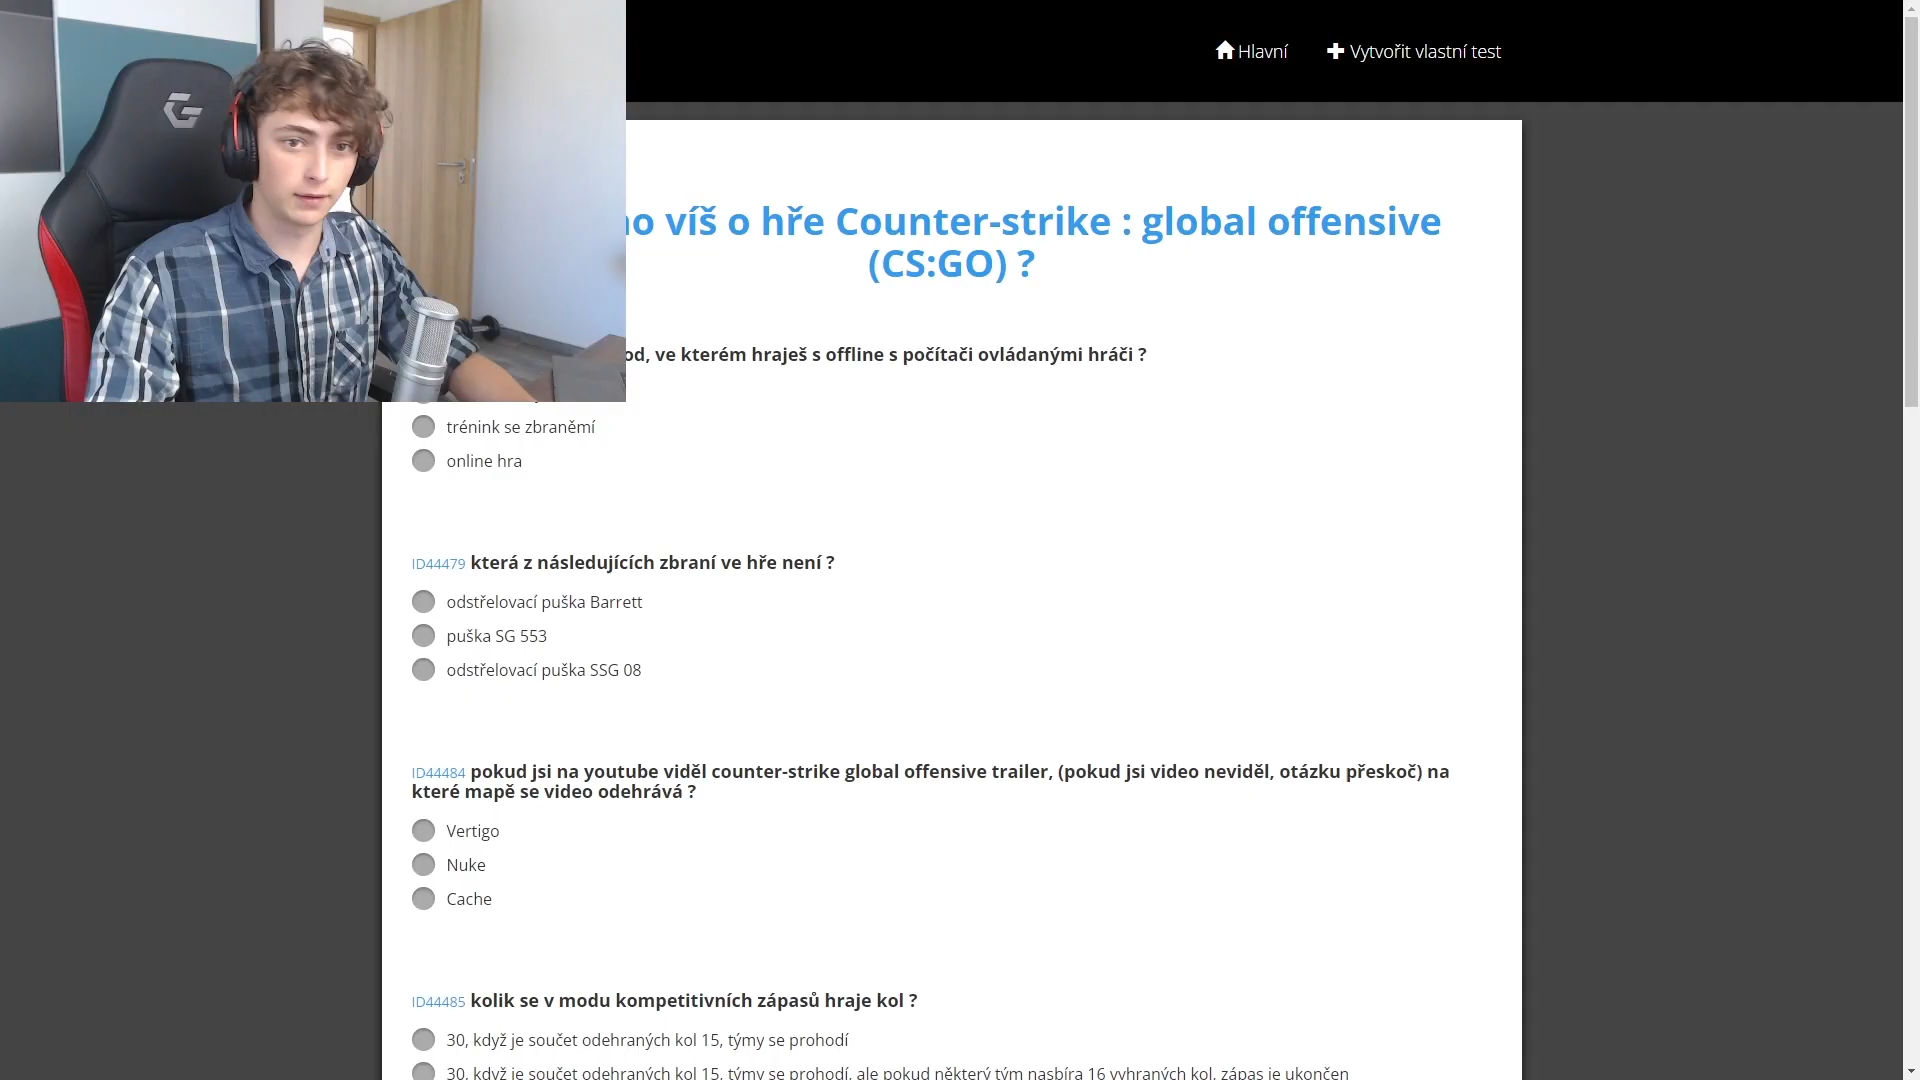 Hlavní
Vytvořit vlastní test
víš o hře Counter-strike : global offensive
(CS:GO) ?
ve kterém hraješ s offline s počítači ovládanými hráči ?
trénink se zbraněmí
online hra
ID44479 která z následujících zbraní ve hře není ?
odstřelovací puška Barrett
puška SG 553
odstřelovací puška SSG 08
ID44484 pokud jsi na youtube viděl counter-strike global offensive trailer, (pokud jsi video neviděl, otázku přeskoč) na
které mapě se video odehrává ?
Vertigo
Nuke
Cache
ID44485 kolik se v modu kompetitivních zápasů hraje kol ?
30, když je součet odehraných kol 15, týmy se prohodí
30, když je součet odehraných kol 15, týmy se prohodí, ale pokud některý tým nasbíra 16 vyhraných kol, zápas je ukončen